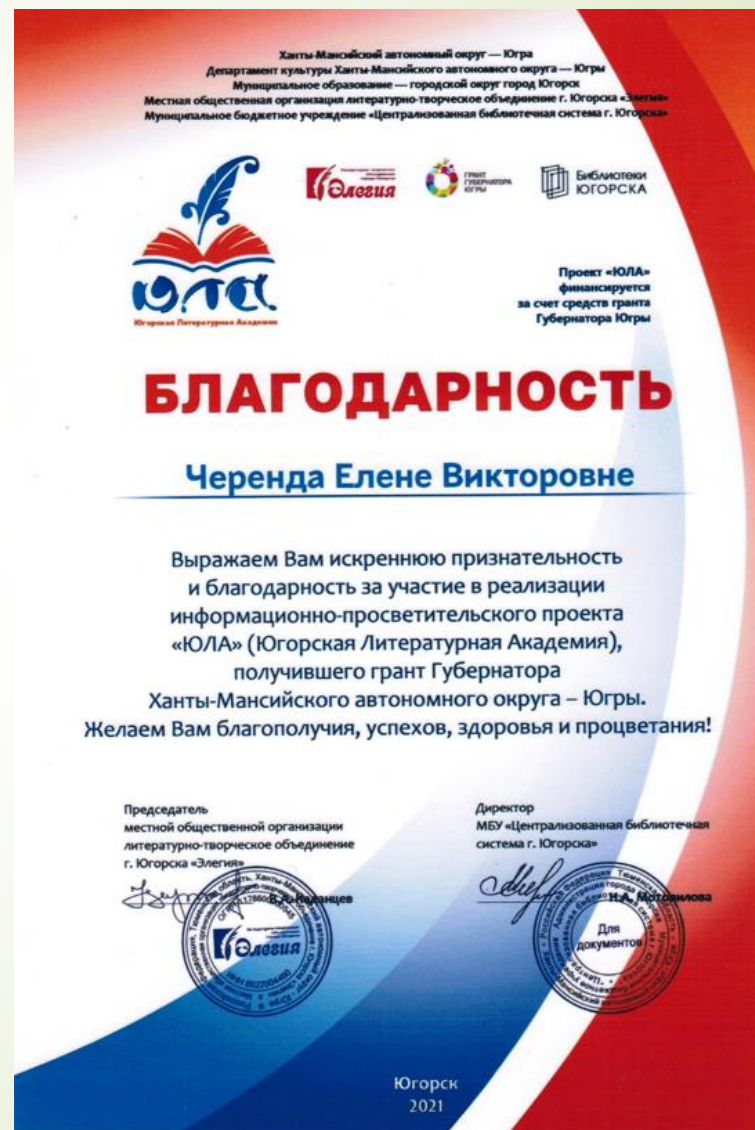 Ханты-Мансийский автономный округ — Югра
Департамент культуры Ханты-Мансийского автономного округа — Югры
Муниципальное образование — городской округ город Югорск
Местная общественная организация литературно-творческое объединение г. Югорска «Элегия»
Муниципальное бюджетное учреждение «Централизованная библиотечная система г. Югорска»
Элегия
ГРАНТ
ГУБЕРНАТОРА
ЮГРЫ
Библиотеки
ЮГОРСКА
ЮЛА
Югорская Литературная Академия
Проект «ЮЛА»
финансируется
за счет средств гранта
Губернатора Югры
БЛАГОДАРНОСТЬ
Черенда Елене Викторовне
Выражаем Вам искреннюю признательность
и благодарность за участие в реализации
информационно-просветительского проекта
«ЮЛА» (Югорская Литературная Академия),
получившего грант Губернатора
Ханты-Мансийского автономного округа – Югры.
Желаем Вам благополучия, успехов, здоровья и процветания!
Председатель
местной общественной организации
литературно-творческое объединение
г. Югорска «Элегия»
Директор
МБУ «Централизованная библиотечная
система г. Югорска»
Элегия
Н.А. Мотовилова
Для
документов
Югорск
2021